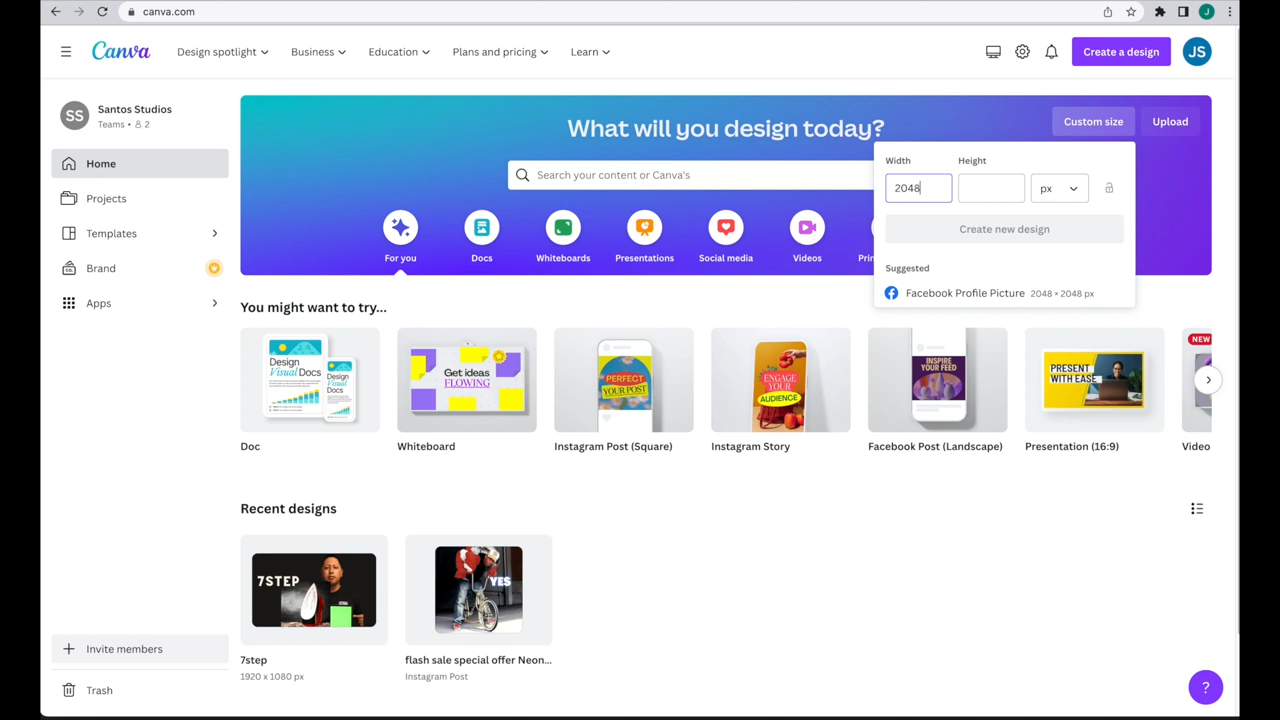 canva.com
J
Canva
Design spotlight
Business
Education
Plans and pricing
Learn
Create a design
JS
SS
Santos Studios
Teams • 2
Home
Projects
Templates
Brand
Apps
Invite members
Trash
What will you design today?
Custom size
Upload
Search your content or Canva's
Width
Height
2048
px
Create new design
Suggested
Facebook Profile Picture 2048 × 2048 px
For you
Docs
Whiteboards
Presentations
Social media
Videos
You might want to try...
Design
Visual Docs
Design
Visual
Docs
Get ideas
FLOWING
PERFECT
YOUR POST
ENGAGE
YOUR
AUDIENCE
INSPIRE
YOUR FEED
PRESENT
WITH EASE
NEW
Doc
Whiteboard
Instagram Post (Square)
Instagram Story
Facebook Post (Landscape)
Presentation (16:9)
Video
Recent designs
7STEP
YES
7step
1920 x 1080 px
flash sale special offer Neon...
Instagram Post
?